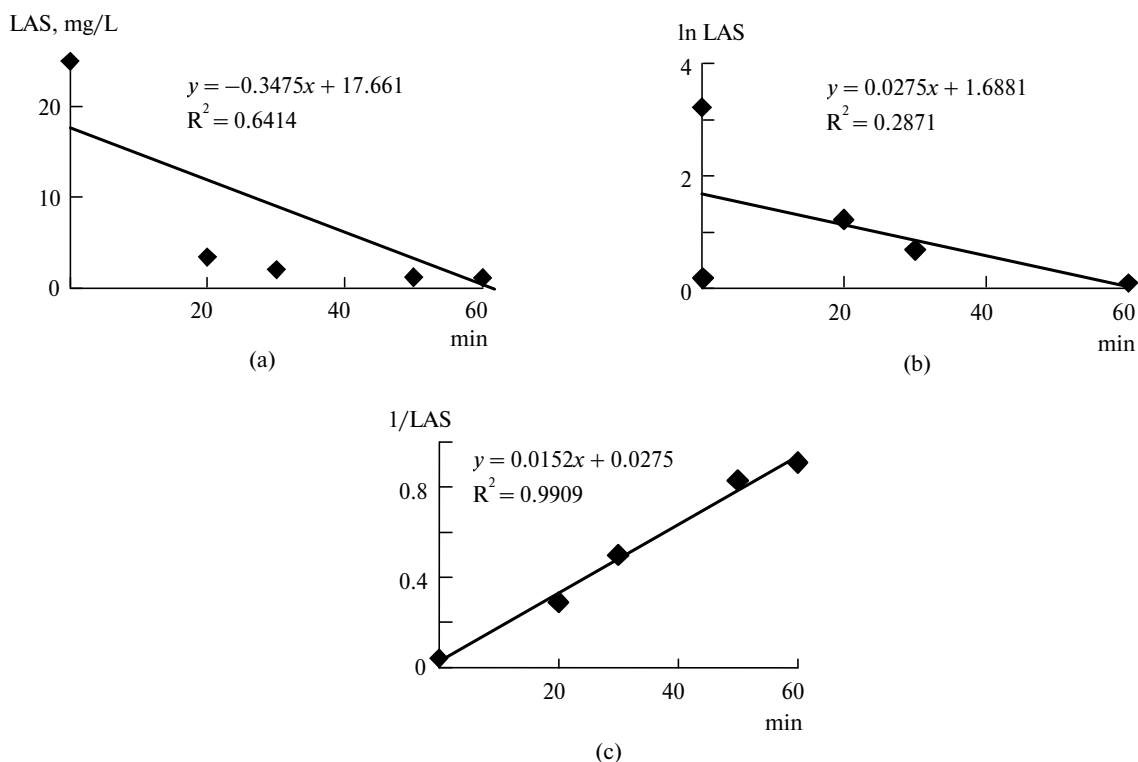 LAS, mg/L
y = −0.3475x + 17.661
R² = 0.6414
20
10
0
20 40 60
min
(a)
ln LAS
4
y = 0.0275x + 1.6881
R² = 0.2871
2
0
20 40 60
min
(b)
1/LAS
y = 0.0152x + 0.0275
R² = 0.9909
0.8
0.4
0
20 40 60
min
(c)